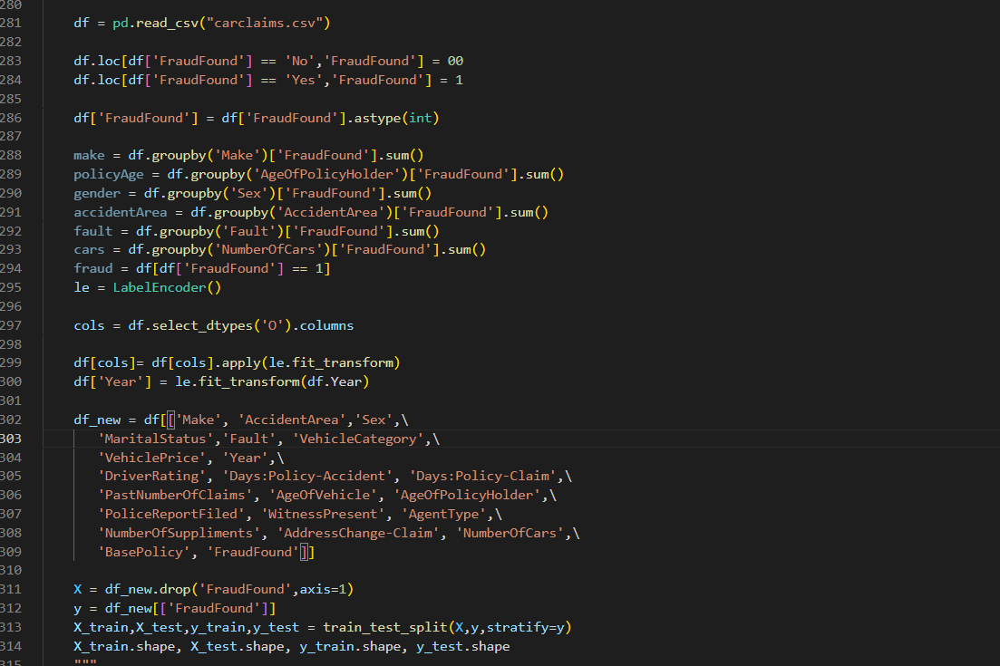 280
281 df = pd.read_csv("carclaims.csv")
282
283 df.loc[df['FraudFound'] == 'No','FraudFound'] = 00
284 df.loc[df['FraudFound'] == 'Yes','FraudFound'] = 1
285
286 df['FraudFound'] = df['FraudFound'].astype(int)
287
288 make = df.groupby('Make')['FraudFound'].sum()
289 policyAge = df.groupby('AgeOfPolicyHolder')['FraudFound'].sum()
290 gender = df.groupby('Sex')['FraudFound'].sum()
291 accidentArea = df.groupby('AccidentArea')['FraudFound'].sum()
292 fault = df.groupby('Fault')['FraudFound'].sum()
293 cars = df.groupby('NumberOfCars')['FraudFound'].sum()
294 fraud = df[df['FraudFound'] == 1]
295 le = LabelEncoder()
296
297 cols = df.select_dtypes('O').columns
298
299 df[cols]= df[cols].apply(le.fit_transform)
300 df['Year'] = le.fit_transform(df.Year)
301
302 df_new = df[['Make', 'AccidentArea','Sex',\
303 'MaritalStatus','Fault', 'VehicleCategory',\
304 'VehiclePrice', 'Year',\
305 'DriverRating', 'Days:Policy-Accident', 'Days:Policy-Claim',\
306 'PastNumberOfClaims', 'AgeOfVehicle', 'AgeOfPolicyHolder',\
307 'PoliceReportFiled', 'WitnessPresent', 'AgentType',\
308 'NumberOfSuppliments', 'AddressChange-Claim', 'NumberOfCars',\
309 'BasePolicy', 'FraudFound']]
310
311 X = df_new.drop('FraudFound',axis=1)
312 y = df_new[['FraudFound']]
313 X_train,X_test,y_train,y_test = train_test_split(X,y,stratify=y)
314 X_train.shape, X_test.shape, y_train.shape, y_test.shape
315 """